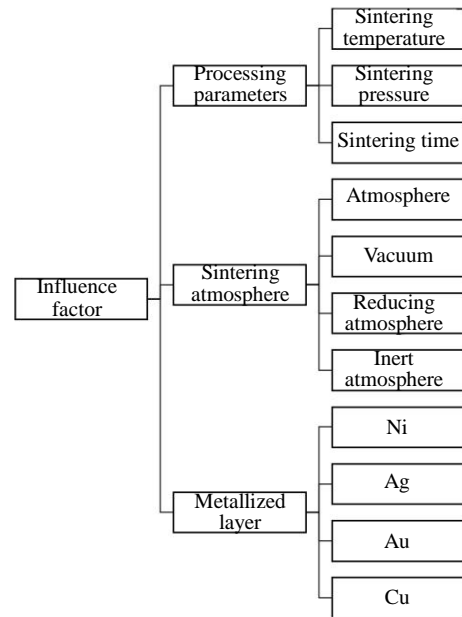 Sintering
temperature
Processing
parameters
Sintering
pressure
Sintering time
Atmosphere
Vacuum
Influence
factor
Sintering
atmosphere
Reducing
atmosphere
Inert
atmosphere
Ni
Ag
Metallized
layer
Au
Cu